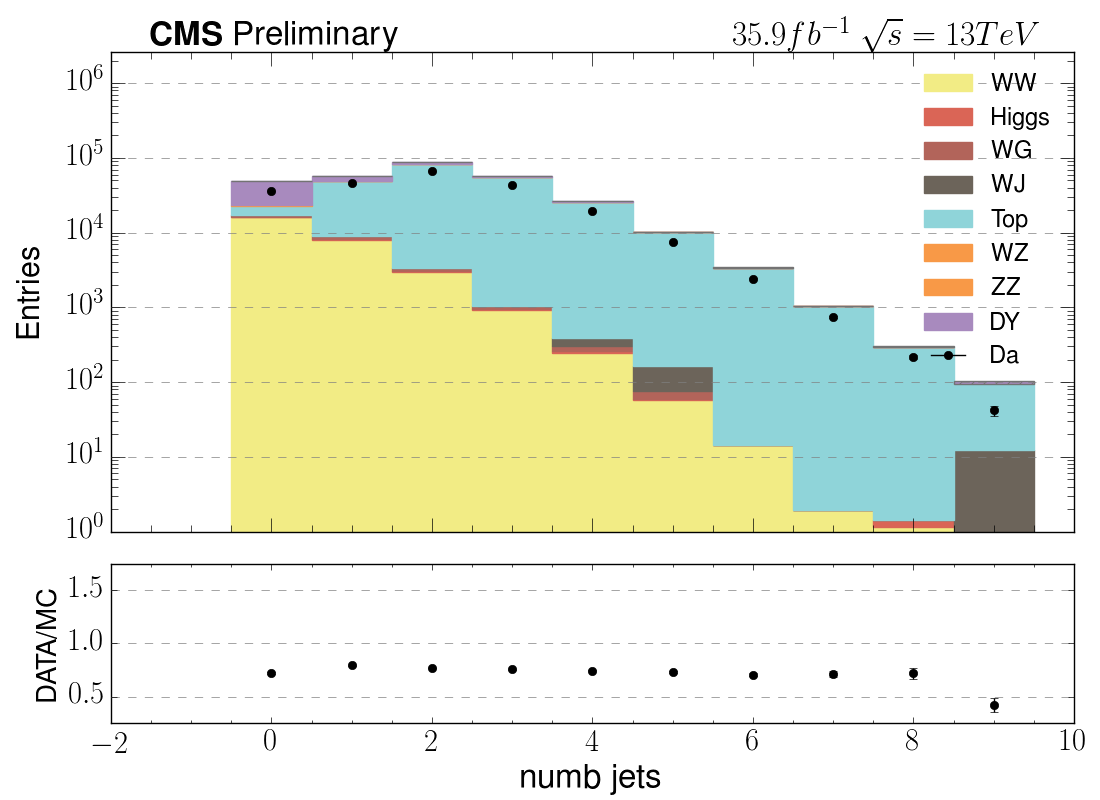 CMS Preliminary 35.9fb⁻¹ √s = 13TeV
10⁶
10⁵
10⁴
10³
10²
10¹
10⁰
Entries
WW
Higgs
WG
WJ
Top
WZ
ZZ
DY
Da
1.5
1.0
0.5
DATA/MC
−2 0 2 4 6 8 10
numb jets